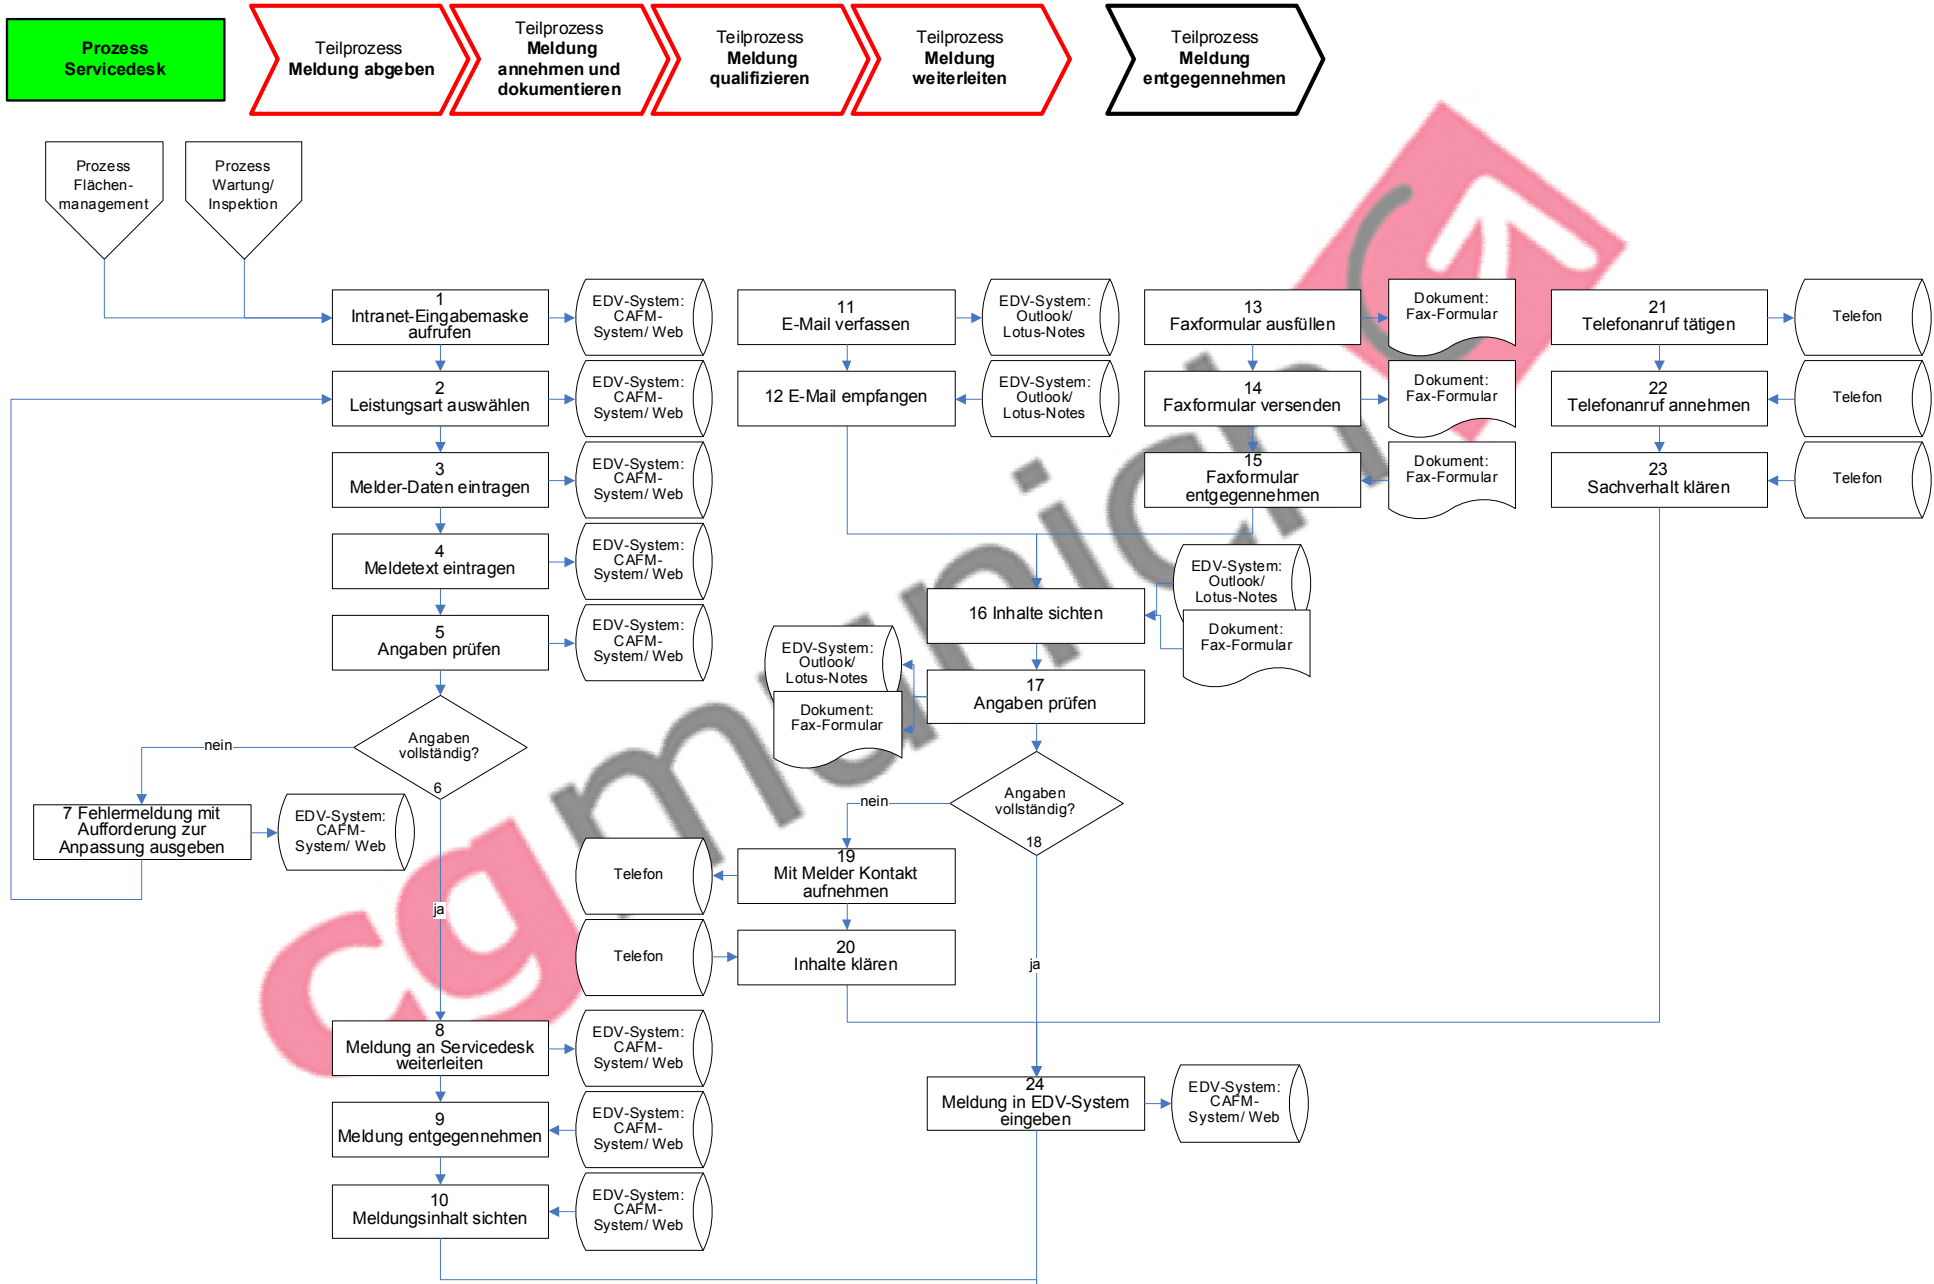 Prozess
Servicedesk
Teilprozess
Meldung abgeben
Teilprozess
Meldung
annehmen und
dokumentieren
Teilprozess
Meldung
qualifizieren
Teilprozess
Meldung
weiterleiten
Teilprozess
Meldung
entgegennehmen
Prozess
Flächen-
management
Prozess
Wartung/
Inspektion
1
Intranet-Eingabemaske
aufrufen
EDV-System:
CAFM-
System/ Web
2
Leistungsart auswählen
EDV-System:
CAFM-
System/ Web
3
Melder-Daten eintragen
EDV-System:
CAFM-
System/ Web
4
Meldetext eintragen
EDV-System:
CAFM-
System/ Web
5
Angaben prüfen
EDV-System:
CAFM-
System/ Web
Angaben
vollständig?
6
nein
7 Fehlermeldung mit
Aufforderung zur
Anpassung ausgeben
EDV-System:
CAFM-
System/ Web
ja
8
Meldung an Servicedesk
weiterleiten
EDV-System:
CAFM-
System/ Web
9
Meldung entgegennehmen
EDV-System:
CAFM-
System/ Web
10
Meldungsinhalt sichten
EDV-System:
CAFM-
System/ Web
11
E-Mail verfassen
EDV-System:
Outlook/
Lotus-Notes
12 E-Mail empfangen
EDV-System:
Outlook/
Lotus-Notes
13
Faxformular ausfüllen
Dokument:
Fax-Formular
14
Faxformular versenden
Dokument:
Fax-Formular
15
Faxformular
entgegennehmen
Dokument:
Fax-Formular
16 Inhalte sichten
EDV-System:
Outlook/
Lotus-Notes
Dokument:
Fax-Formular
17
Angaben prüfen
EDV-System:
Outlook/
Lotus-Notes
Dokument:
Fax-Formular
Angaben
vollständig?
18
nein
19
Mit Melder Kontakt
aufnehmen
Telefon
20
Inhalte klären
Telefon
ja
21
Telefonanruf tätigen
Telefon
22
Telefonanruf annehmen
Telefon
23
Sachverhalt klären
Telefon
24
Meldung in EDV-System
eingeben
EDV-System:
CAFM-
System/ Web
cgmunich